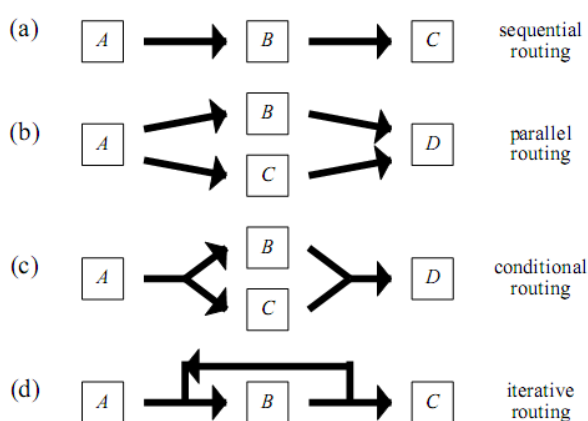 (a) A B C sequential
routing
(b) A B C D parallel
routing
(c) A B C D conditional
routing
(d) A B C iterative
routing